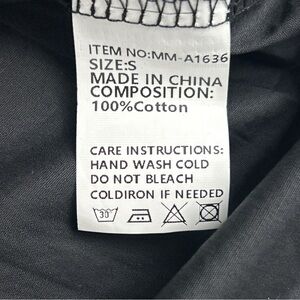 ITEM NO:MM-A1636
SIZE:S
MADE IN CHINA
COMPOSITION:
100%Cotton
CARE INSTRUCTIONS:
HAND WASH COLD
DO NOT BLEACH
COLDIRON IF NEEDED
30